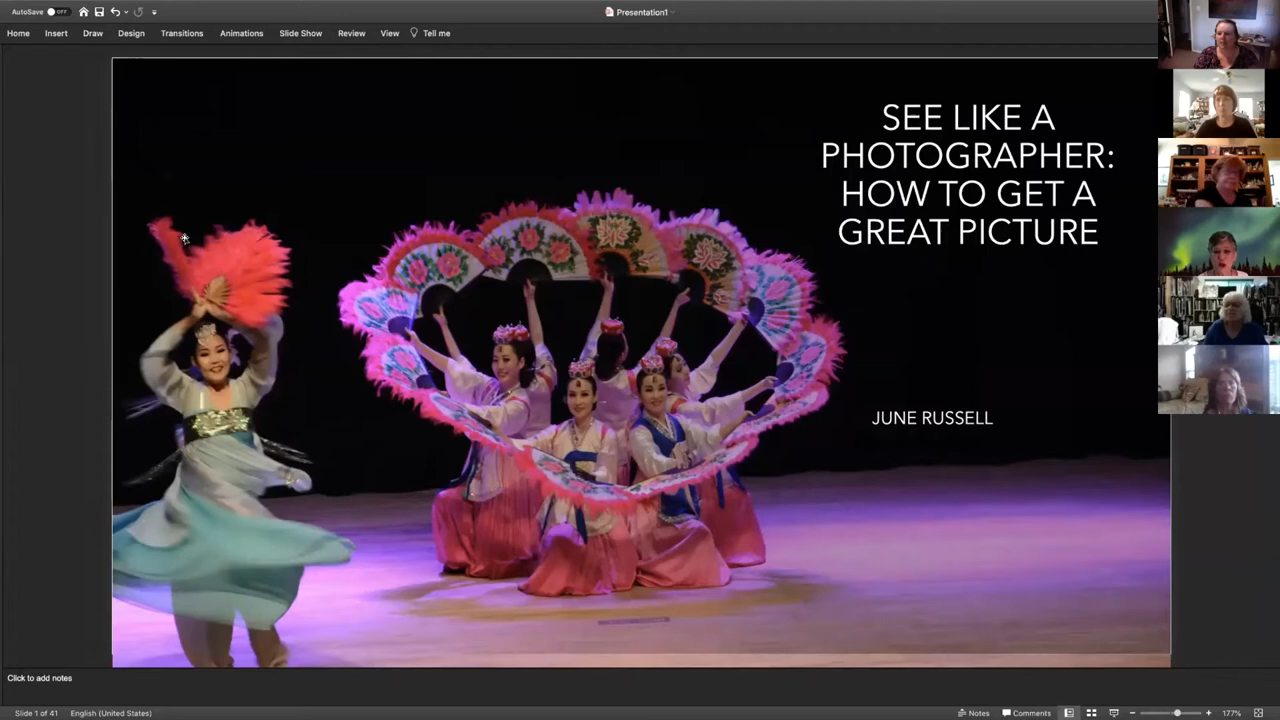 AutoSave OFF
Presentation1
Home Insert Draw Design Transitions Animations Slide Show Review View Tell me
SEE LIKE A
PHOTOGRAPHER:
HOW TO GET A
GREAT PICTURE
JUNE RUSSELL
Click to add notes
Slide 1 of 41 English (United States) Notes Comments 177%